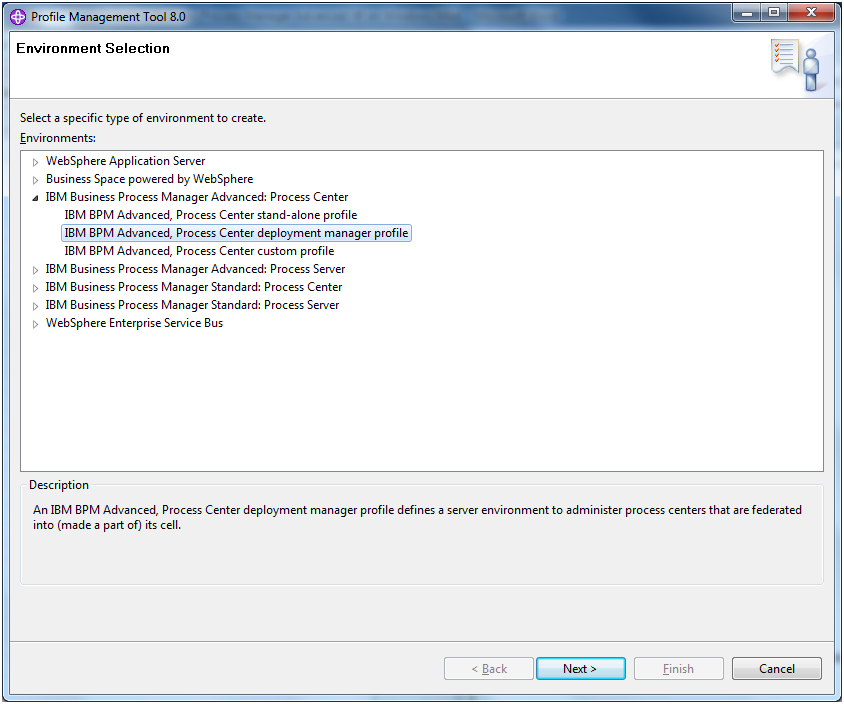 Profile Management Tool 8.0
Environment Selection
Select a specific type of environment to create.
Environments:
WebSphere Application Server
Business Space powered by WebSphere
IBM Business Process Manager Advanced: Process Center
IBM BPM Advanced, Process Center stand-alone profile
IBM BPM Advanced, Process Center deployment manager profile
IBM BPM Advanced, Process Center custom profile
IBM Business Process Manager Advanced: Process Server
IBM Business Process Manager Standard: Process Center
IBM Business Process Manager Standard: Process Server
WebSphere Enterprise Service Bus
Description
An IBM BPM Advanced, Process Center deployment manager profile defines a server environment to administer process centers that are federated
into (made a part of) its cell.
< Back Next > Finish Cancel